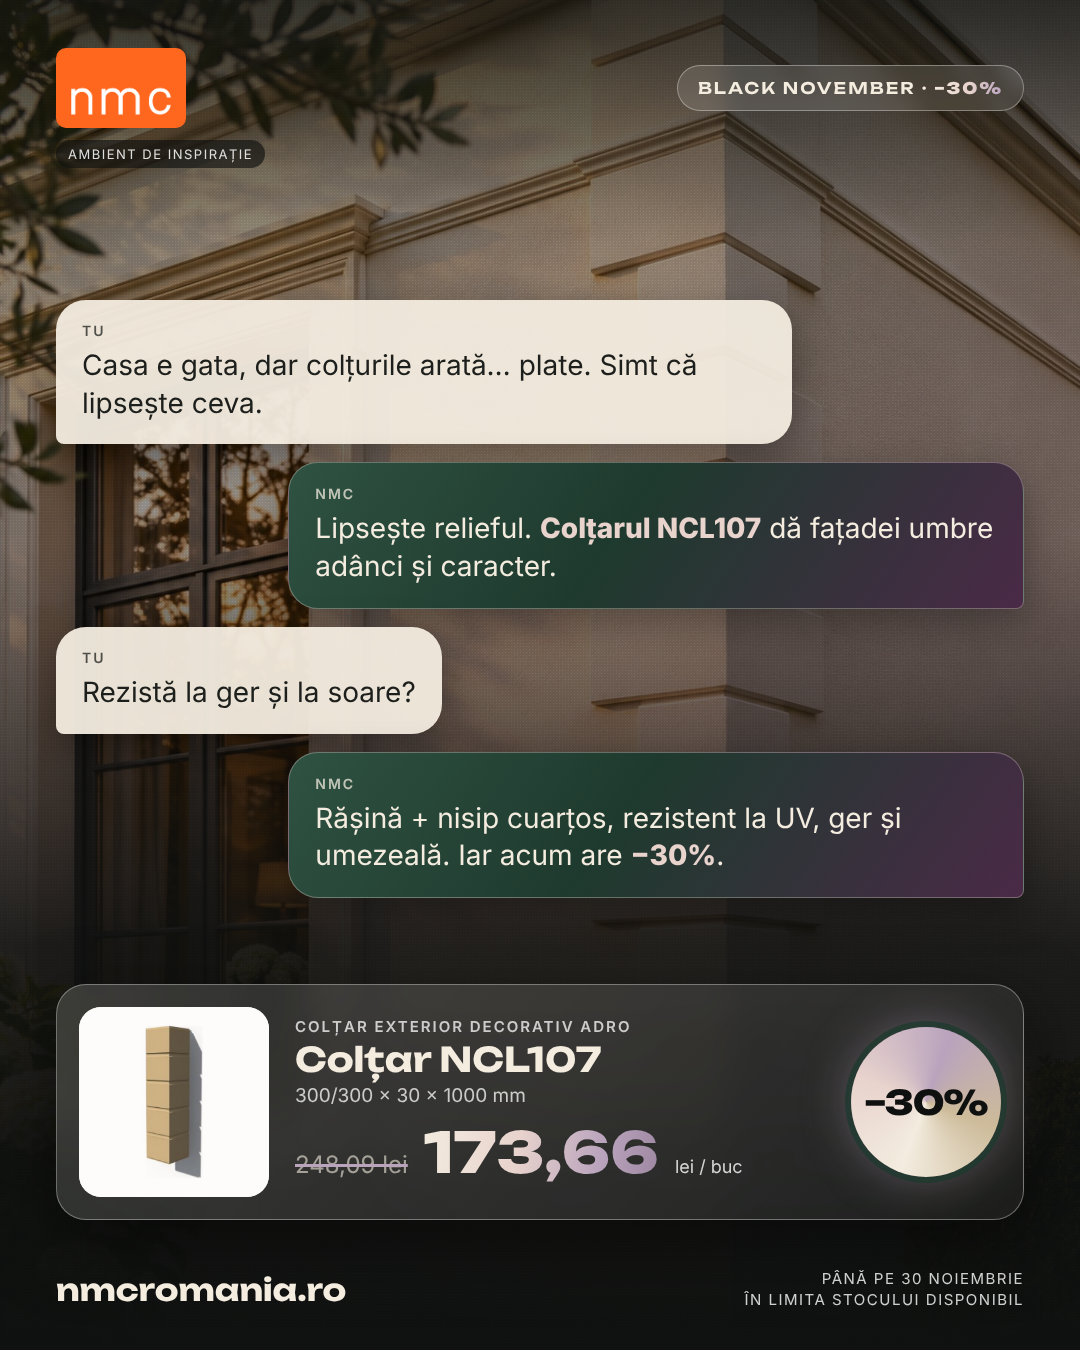 nmc
AMBIENT DE INSPIRAȚIE
BLACK NOVEMBER · −30%
TU
Casa e gata, dar colțurile arată... plate. Simt că
lipsește ceva.
NMC
Lipsește relieful. Colțarul NCL107 dă fațadei umbre
adânci și caracter.
TU
Rezistă la ger și la soare?
NMC
Rășină + nisip cuarțos, rezistent la UV, ger și
umezeală. Iar acum are −30%.
COLȚAR EXTERIOR DECORATIV ADRO
Colțar NCL107
300/300 × 30 × 1000 mm
248,09 lei 173,66 lei / buc
−30%
nmcromania.ro
PÂNĂ PE 30 NOIEMBRIE
ÎN LIMITA STOCULUI DISPONIBIL